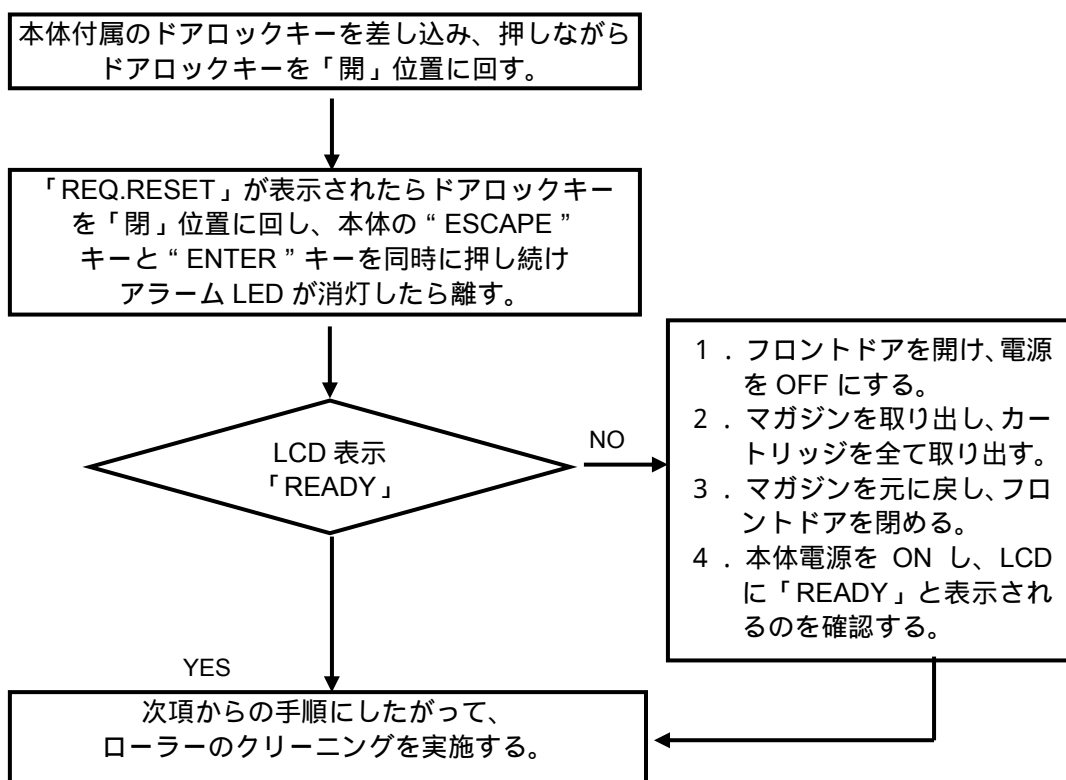 本体付属のドアロックキーを差し込み、押しながら
ドアロックキーを「開」位置に回す。
「REQ.RESET」が表示されたらドアロックキー
を「閉」位置に回し、本体の“ESCAPE”
キーと“ENTER”キーを同時に押し続け
アラーム LED が消灯したら離す。
LCD 表示
「READY」
NO
1．フロントドアを開け、電源
を OFF にする。
2．マガジンを取り出し、カー
トリッジを全て取り出す。
3．マガジンを元に戻し、フロ
ントドアを閉める。
4．本体電源を ON し、LCD
に「READY」と表示され
るのを確認する。
YES
次項からの手順にしたがって、
ローラーのクリーニングを実施する。